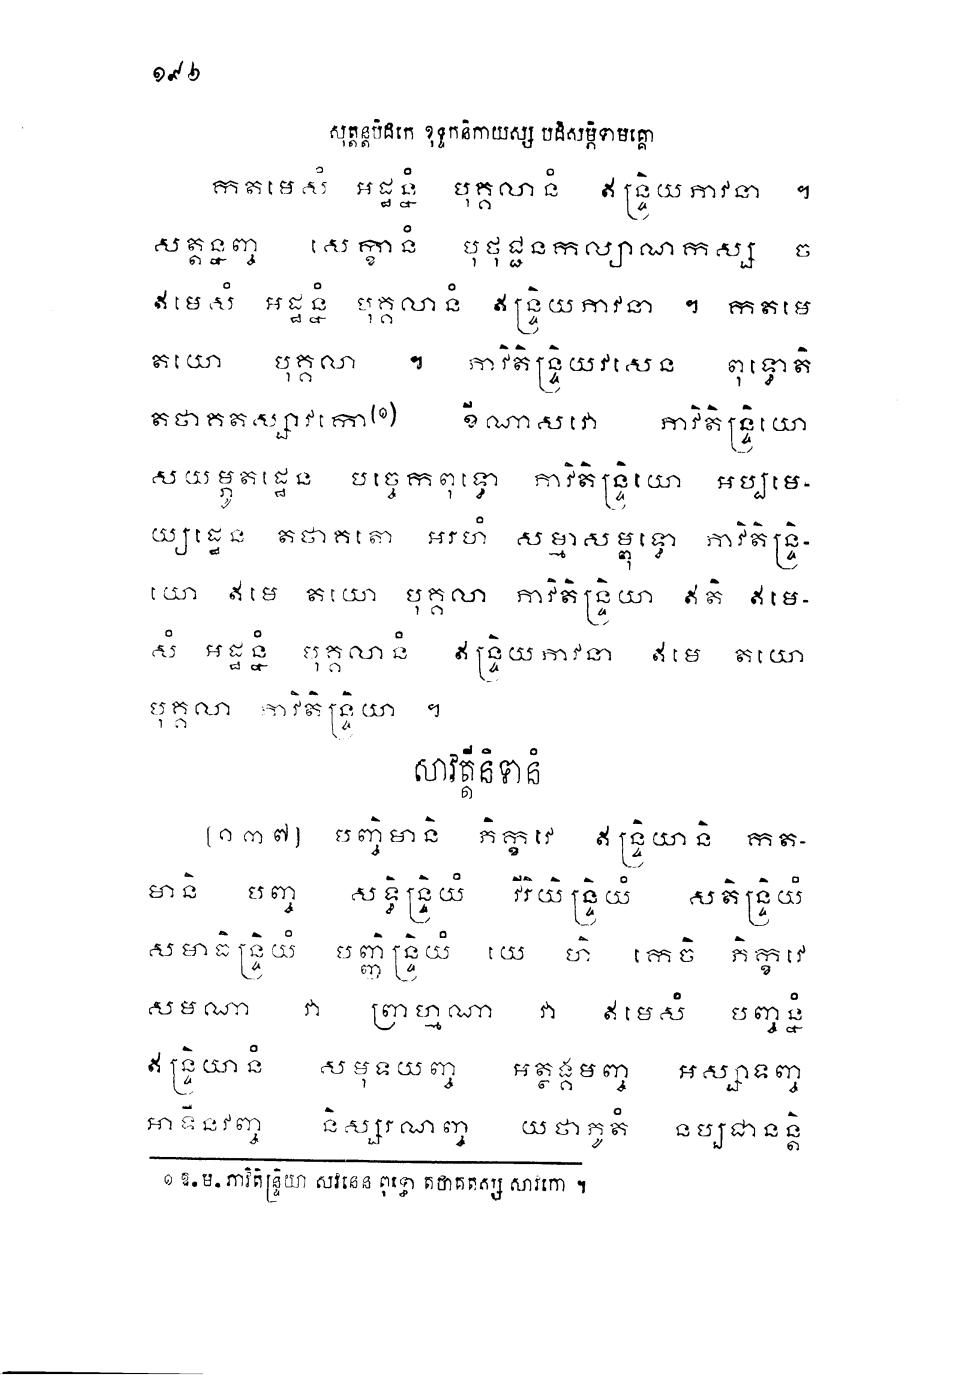 ១៩៦
សុត្តន្តបិដកេ ខុទ្ទកនិកាយស្ស បដិសម្ភិទាមគ្គោ
កតមេសំ អដ្ឋន្នំ បុគ្គលានំ ឥន្ទ្រិយភាវនា ។
សត្តន្នញ្ច សេក្ខានំ បុថុជ្ជនកល្យាណកស្ស ច
ឥមេសំ អដ្ឋន្នំ បុគ្គលានំ ឥន្ទ្រិយភាវនា ។ កតមេ
តយោ បុគ្គលា ។ ភាវិតិន្ទ្រិយវសេន ពុទ្ធោតិ
តថាគតស្សាវកោ(១) ខីណាសវោ ភាវិតិន្ទ្រិយោ
សយម្ភូតដ្ឋេន បច្ចេកពុទ្ធោ ភាវិតិន្ទ្រិយោ អប្បមេ-
យ្យដ្ឋេន តថាគតោ អរហំ សម្មាសម្ពុទ្ធោ ភាវិតិន្ទ្រិ-
យោ ឥមេ តយោ បុគ្គលា ភាវិតិន្ទ្រិយា ឥតិ ឥមេ-
សំ អដ្ឋន្នំ បុគ្គលានំ ឥន្ទ្រិយភាវនា ឥមេ តយោ
បុគ្គលា ភាវិតិន្ទ្រិយា ។
សាវត្ថីនិទានំ
[១៣៧] បញ្ចិមានិ ភិក្ខវេ ឥន្ទ្រិយានិ កត-
មានិ បញ្ច សទ្ធិន្ទ្រិយំ វីរិយិន្ទ្រិយំ សតិន្ទ្រិយំ
សមាធិន្ទ្រិយំ បញ្ញិន្ទ្រិយំ យេ ហិ កេចិ ភិក្ខវេ
សមណា វា ព្រាហ្មណា វា ឥមេសំ បញ្ចន្នំ
ឥន្ទ្រិយានំ សមុទយញ្ច អត្ថង្គមញ្ច អស្សាទញ្ច
អាទីនវញ្ច និស្សរណញ្ច យថាភូតំ នប្បជានន្តិ
១ ឱ.ម. ភាវិតិន្ទ្រិយា សវនេន ពុទ្ធោ តថាគតស្ស សាវកោ ។